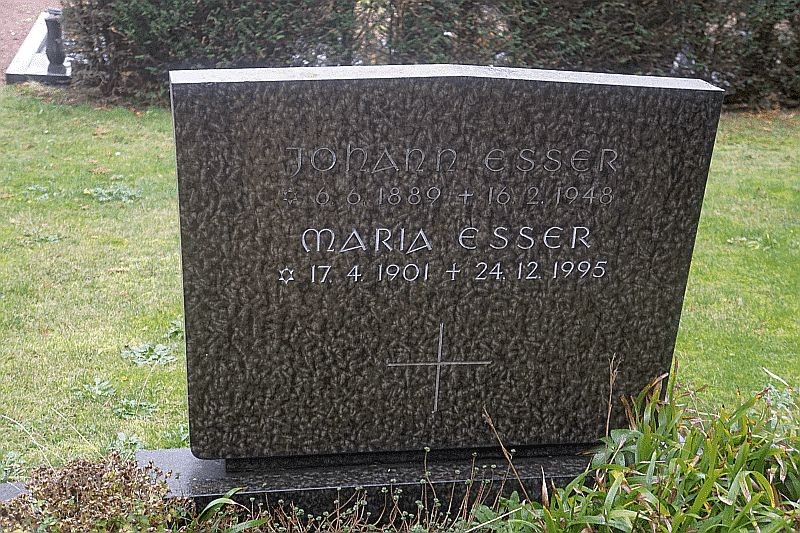 JOHANN ESSER
✡ 6. 6. 1889 + 16. 2. 1948
MARIA ESSER
✡ 17. 4. 1901 + 24. 12. 1995